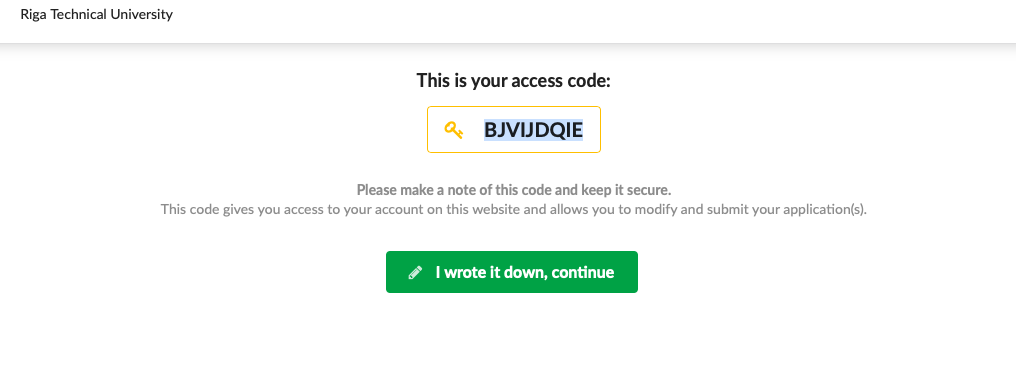 Riga Technical University
This is your access code:
BJVIJDQIE
Please make a note of this code and keep it secure.
This code gives you access to your account on this website and allows you to modify and submit your application(s).
I wrote it down, continue